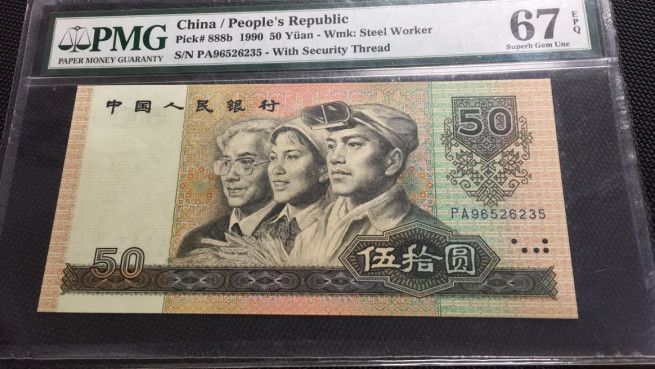 PMG
PAPER MONEY GUARANTY
China / People's Republic
Pick# 888b 1990 50 Yüan - Wmk: Steel Worker
S/N PA96526235 - With Security Thread
67
EPQ
Superb Gem Unc
中国人民银行
50
PA96526235
50
伍拾圆